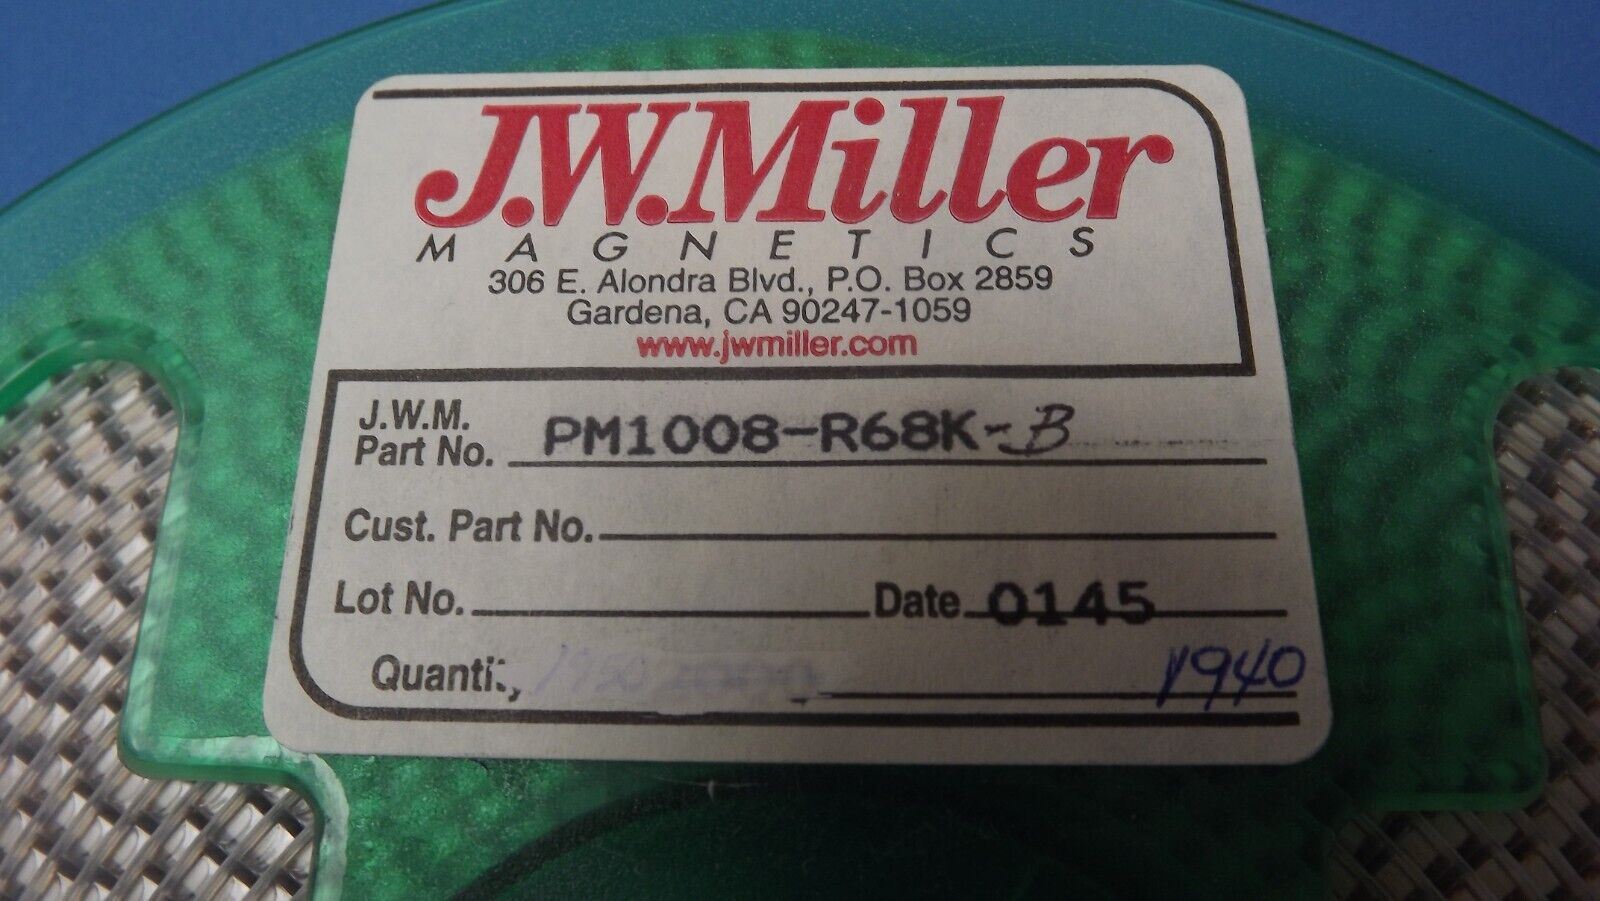 J.W.Miller
MAGNETICS
306 E. Alondra Blvd., P.O. Box 2859
Gardena, CA 90247-1059
www.jwmiller.com
J.W.M.
Part No. PM1008-R68K-B
Cust. Part No.
Lot No. Date 0145
1940